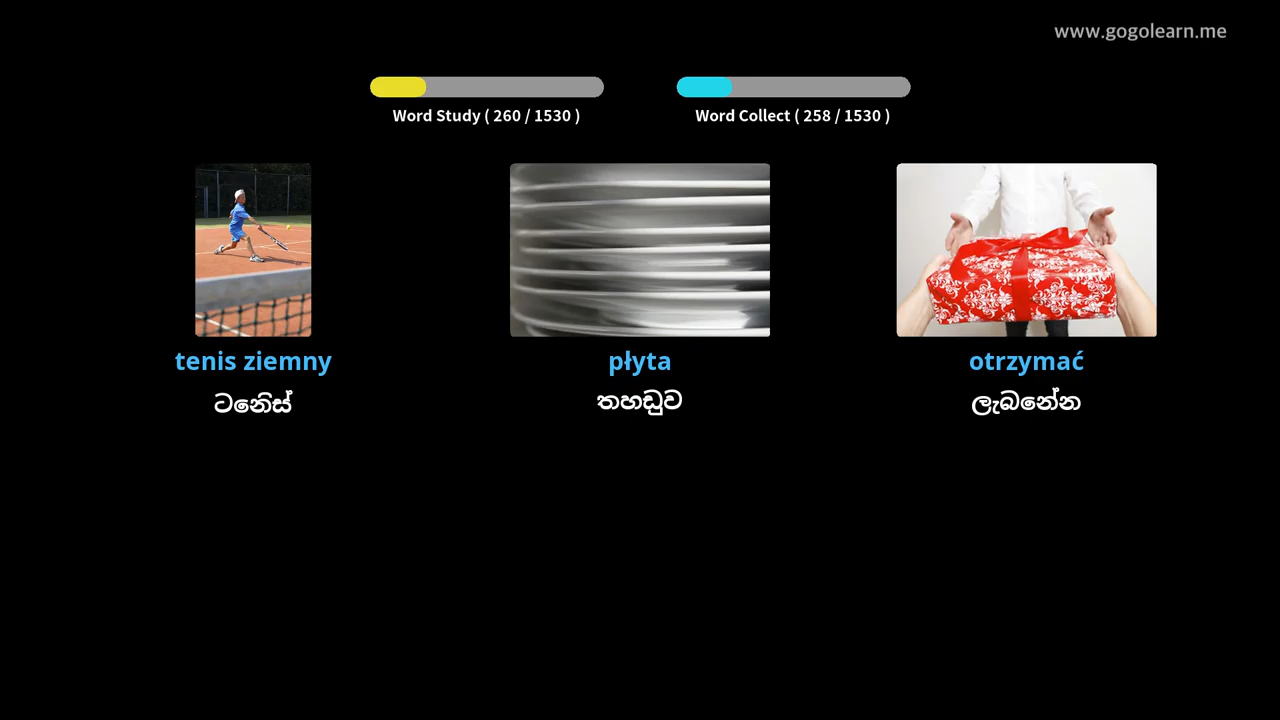 www.gogolearn.me
Word Study ( 260 / 1530 )
Word Collect ( 258 / 1530 )
tenis ziemny
ටෙනිස්
płyta
තහඩුව
otrzymać
ලැබෙන්න